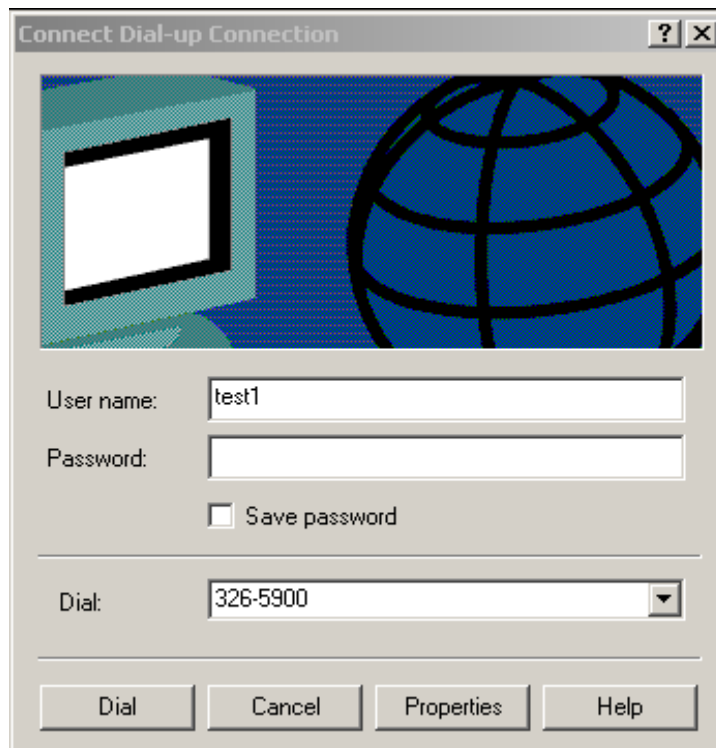 Connect Dial-up Connection
User name: test1
Password:
Save password
Dial: 326-5900
Dial Cancel Properties Help